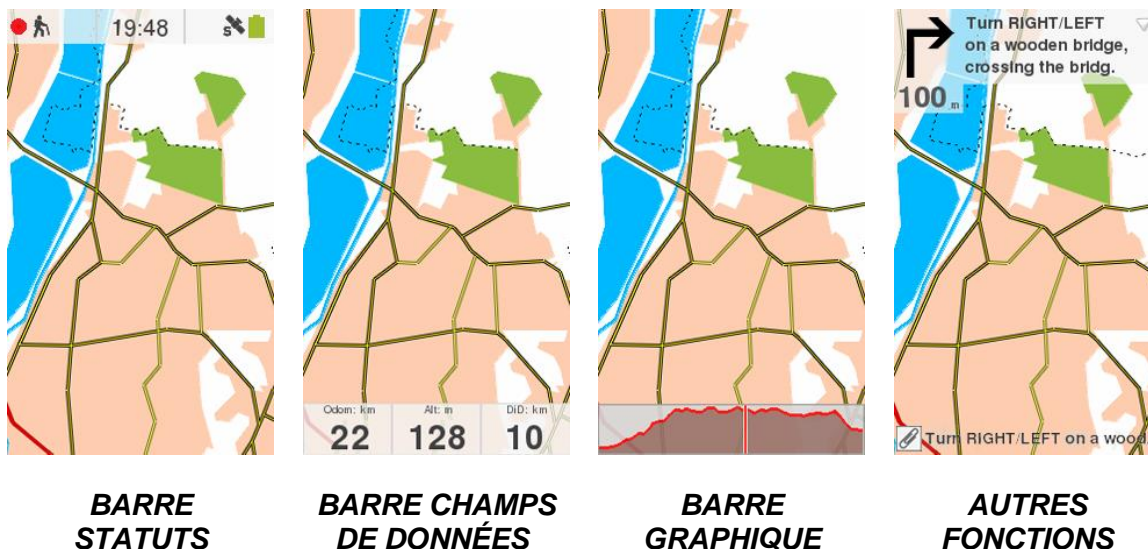 19:48
S
Turn RIGHT/LEFT
on a wooden bridge,
crossing the bridg.
100 m
Odom: km
Alt: m
DiD: km
22
128
10
Turn RIGHT/LEFT on a wood
BARRE
STATUTS
BARRE CHAMPS
DE DONNÉES
BARRE
GRAPHIQUE
AUTRES
FONCTIONS